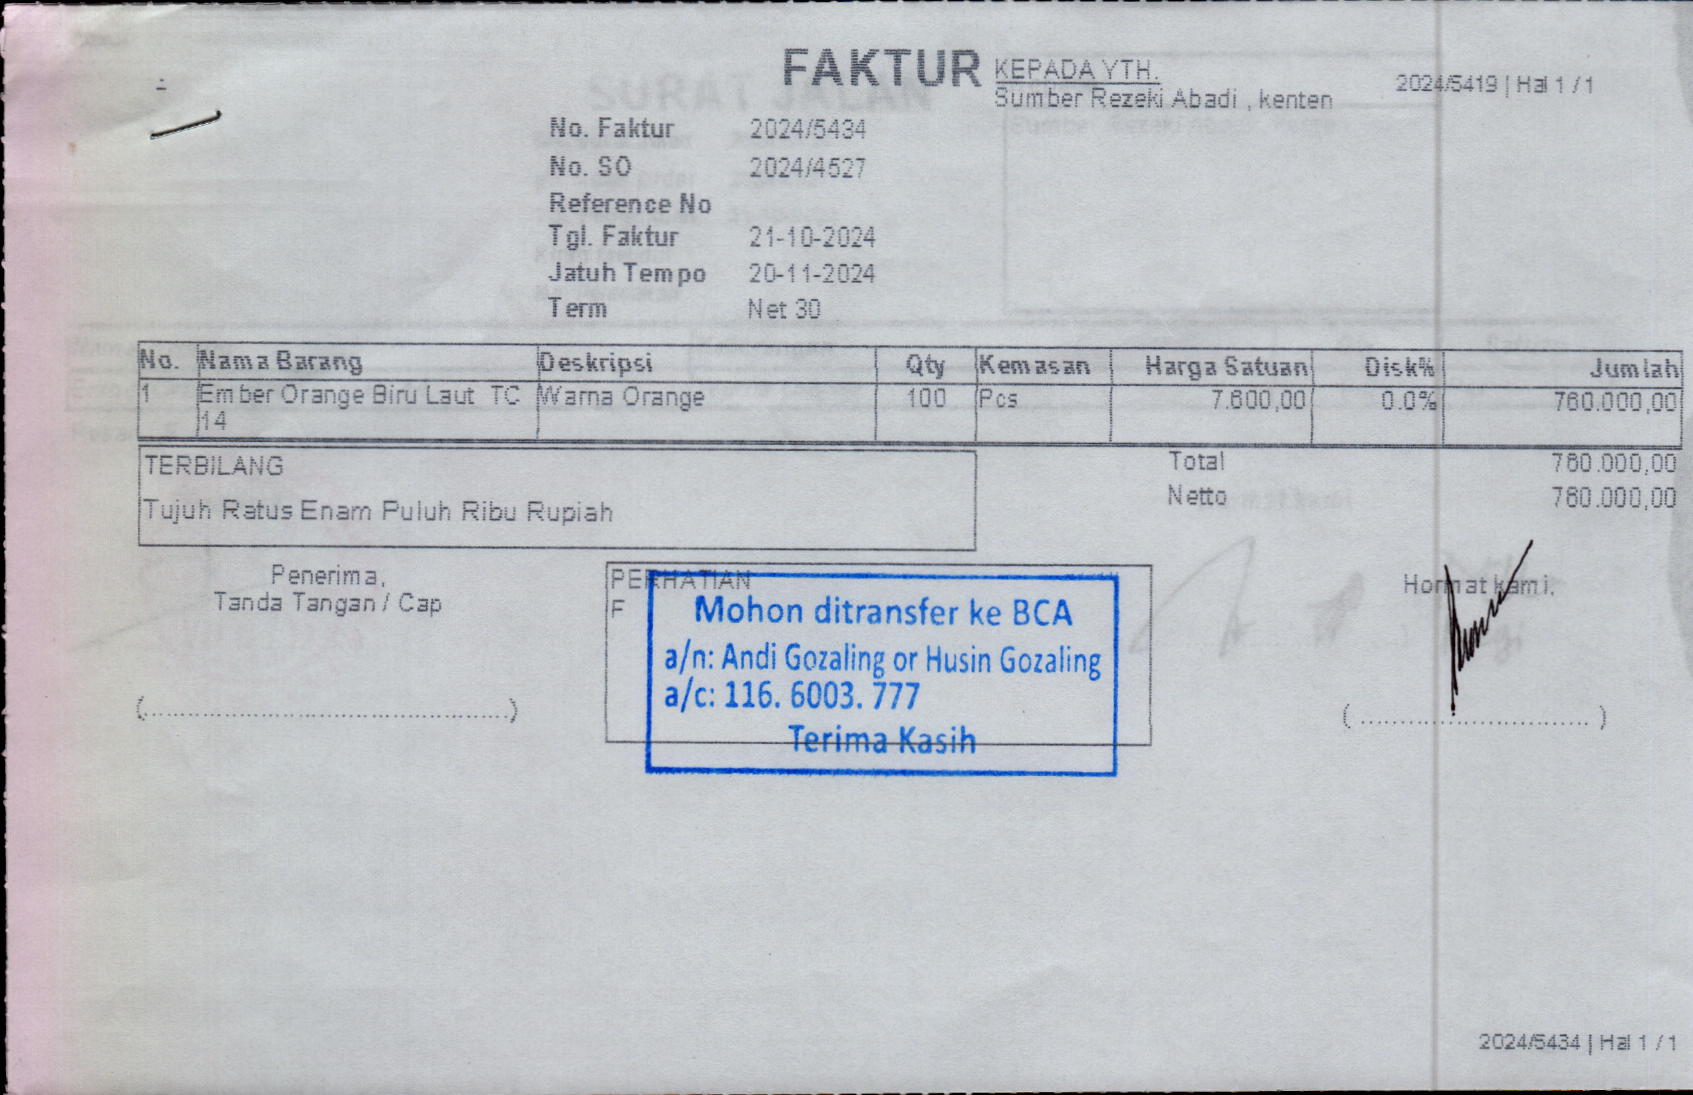 FAKTUR
KEPADA YTH.
Sumber Rezeki Abadi , kenten
2024/5419 | Hal 1 / 1
No. Faktur 2024/5434
No. SO 2024/4527
Reference No
Tgl. Faktur 21-10-2024
Jatuh Tempo 20-11-2024
Term Net 30
No. Nama Barang Deskripsi Qty Kemasan Harga Satuan Disk% Jumlah
1 Ember Orange Biru Laut TC Warna Orange 100 Pcs 7.600,00 0.0% 760.000,00
14
TERBILANG
Tujuh Ratus Enam Puluh Ribu Rupiah
Total 760.000,00
Netto 760.000,00
Penerima,
Tanda Tangan / Cap
PERHATIAN
F
Mohon ditransfer ke BCA
a/n: Andi Gozaling or Husin Gozaling
a/c: 116. 6003. 777
Terima Kasih
Hormat kami,
2024/5434 | Hal 1 / 1